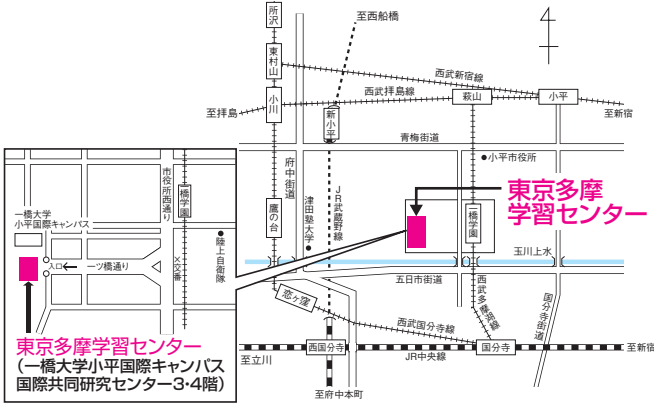 所沢
至西船橋
東村山
西武新宿線
小川
西武拝島線
萩山
小平
至拝島
新小平
至新宿
青梅街道
小平市役所
府中街道
鷹の台
津田塾大学
JR武蔵野線
一橋学園
東京多摩
学習センター
玉川上水
五日市街道
恋ヶ窪
西武国分寺線
西武多摩湖線
国分寺街道
西国分寺
国分寺
JR中央線
至立川
至新宿
至府中本町
市役所西通り
一橋学園
一橋大学
小平国際キャンパス
入口
一ツ橋通り
×交番
陸上自衛隊
東京多摩学習センター
(一橋大学小平国際キャンパス
国際共同研究センター3・4階)